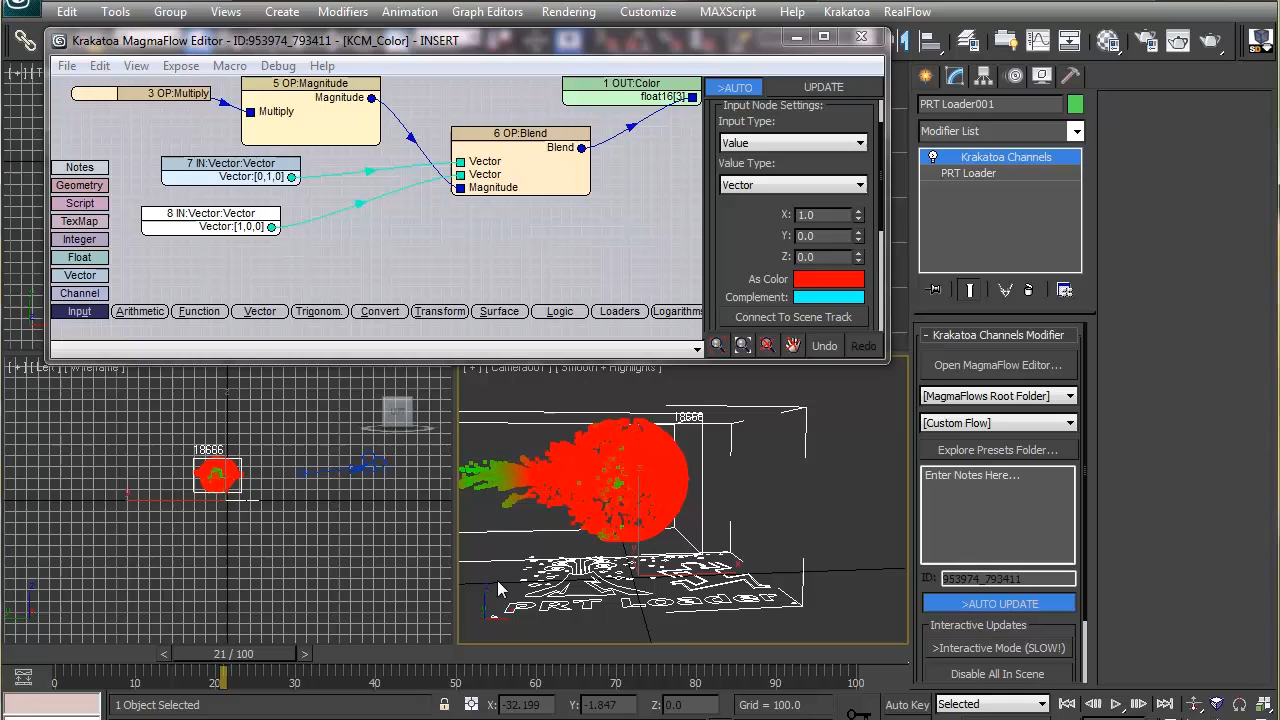 Edit Tools Group Views Create Modifiers Animation Graph Editors Rendering Customize MAXScript Help Krakatoa RealFlow
Krakatoa MagmaFlow Editor - ID:953974_793411 - [KCM_Color] - INSERT
File Edit View Expose Macro Debug Help
3 OP:Multiply
5 OP:Magnitude
Magnitude
Multiply
1 OUT:Color
float16[3]
6 OP:Blend
Blend
Vector
Vector
Magnitude
7 IN:Vector:Vector
Vector:[0,1,0]
8 IN:Vector:Vector
Vector:[1,0,0]
Notes
Geometry
Script
TexMap
Integer
Float
Vector
Channel
Input
Arithmetic Function Vector Trigonom. Convert Transform Surface Logic Loaders Logarithms
>AUTO UPDATE
Input Node Settings:
Input Type:
Value
Value Type:
Vector
X: 1.0
Y: 0.0
Z: 0.0
As Color
Complement:
Connect To Scene Track
Undo Redo
PRT Loader001
Modifier List
Krakatoa Channels
PRT Loader
Krakatoa Channels Modifier
Open MagmaFlow Editor...
[MagmaFlows Root Folder]
[Custom Flow]
Explore Presets Folder...
Enter Notes Here...
ID: 953974_793411
>AUTO UPDATE
Interactive Updates
>Interactive Mode (SLOW!)
Disable All In Scene
[ + ] [ Left ] [ Wireframe ]
18666
[ + ] [ Camera001 ] [ Smooth + Highlights ]
18666
PRT Loader
< 21 / 100 >
0 10 20 30 40 50 60 70 80 90 100
1 Object Selected
X: -32.199 Y: -1.847 Z: 0.0
Grid = 100.0
Auto Key
Selected